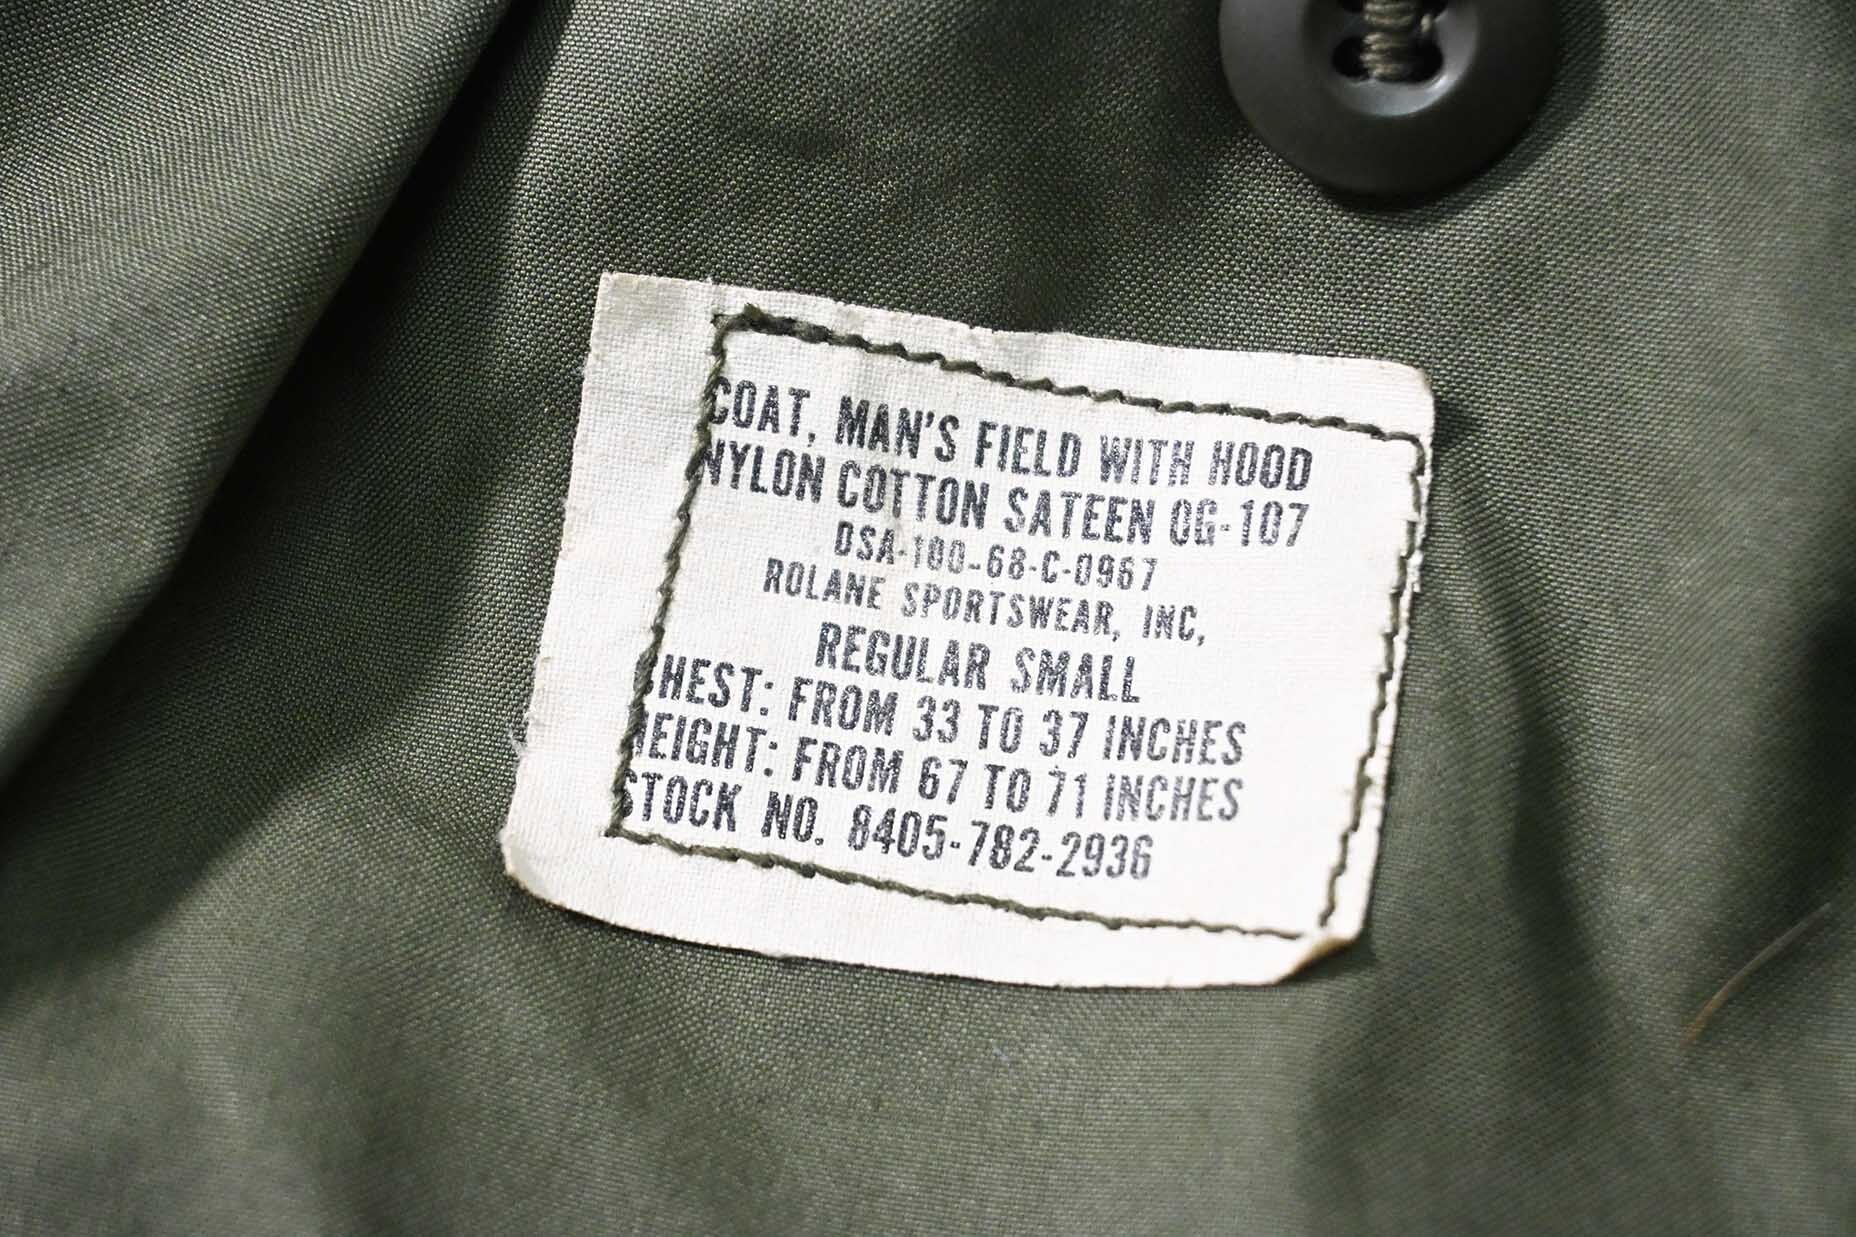 COAT, MAN'S FIELD WITH HOOD
NYLON COTTON SATEEN OG-107
DSA-100-68-C-0967
ROLANE SPORTSWEAR, INC,
REGULAR SMALL
CHEST: FROM 33 TO 37 INCHES
HEIGHT: FROM 67 TO 71 INCHES
STOCK NO. 8405-782-2936